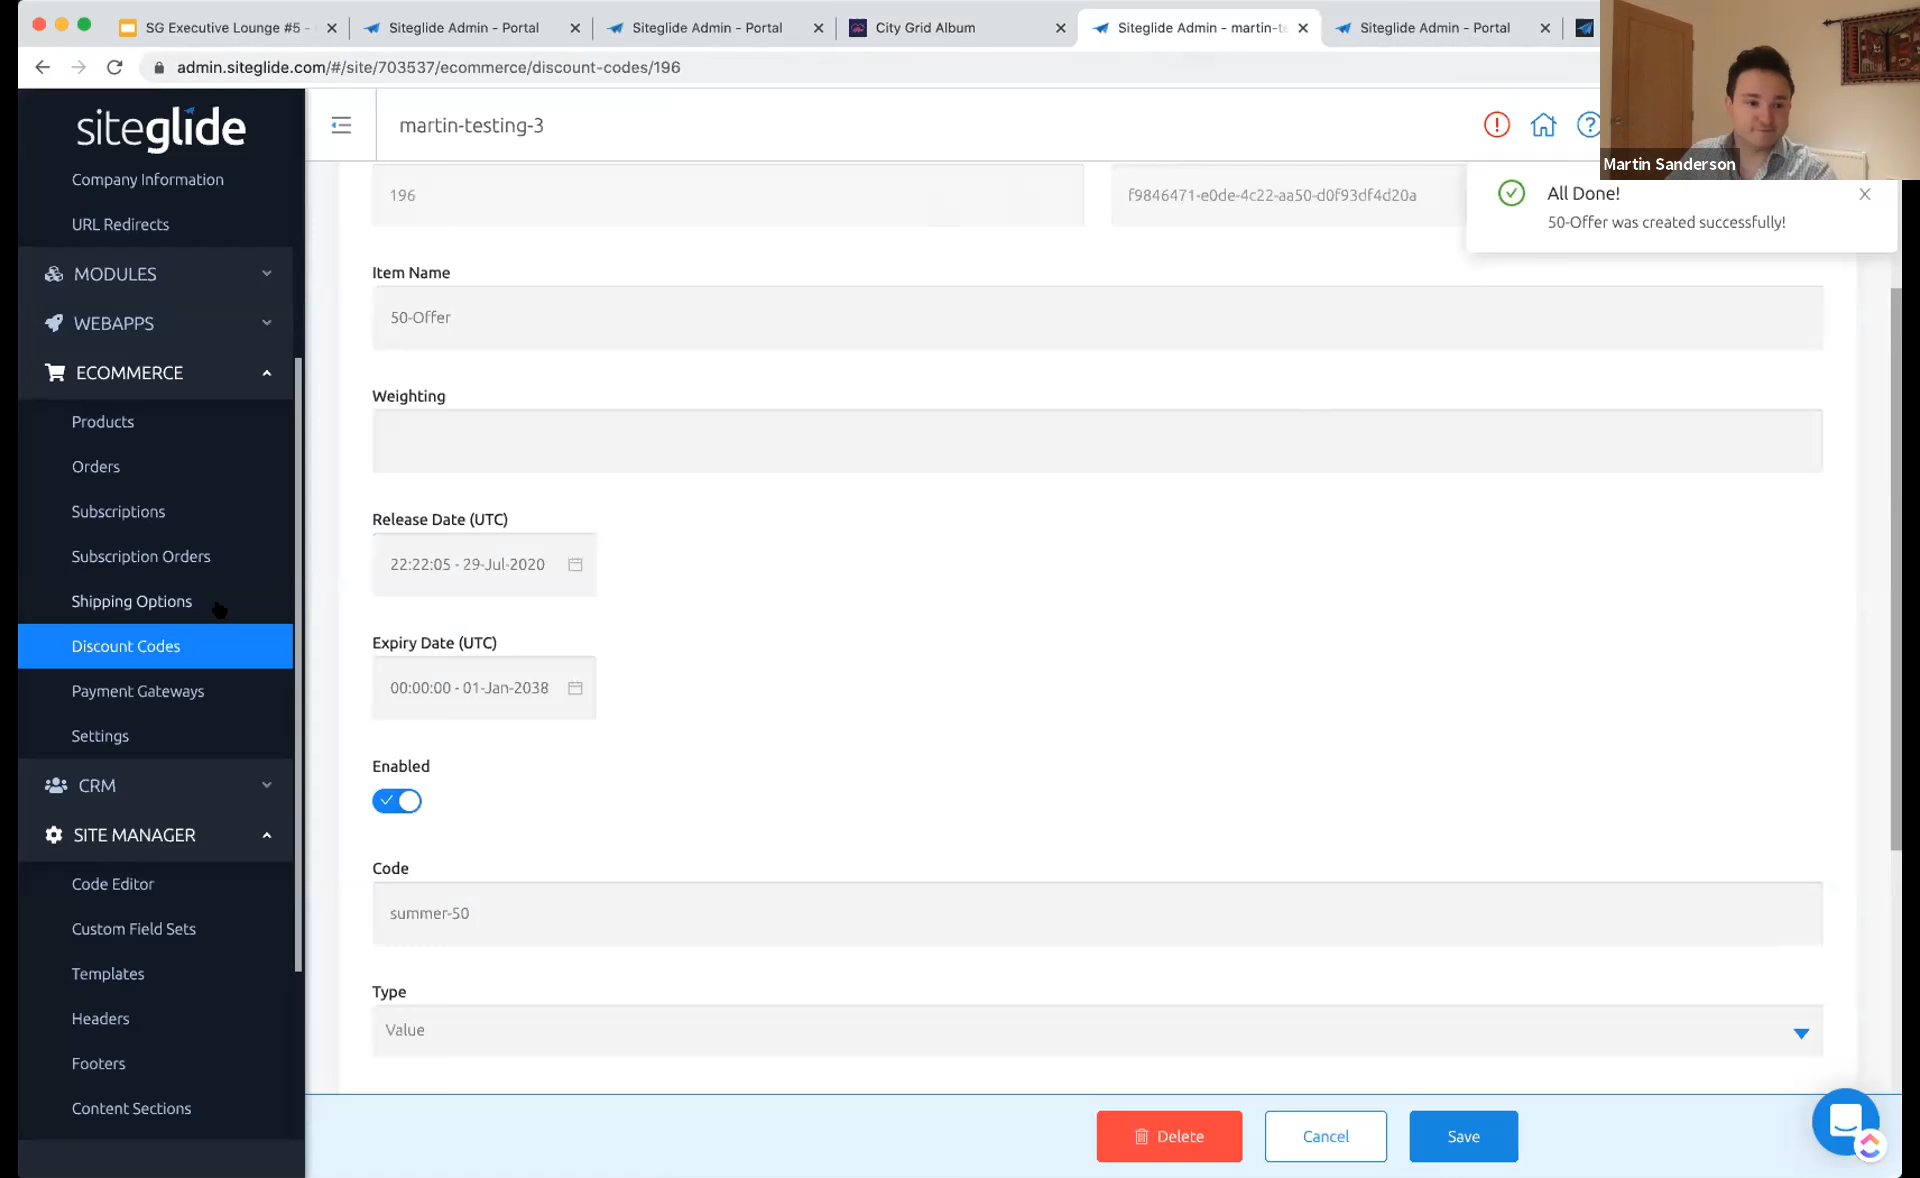 SG Executive Lounge #5 -
Siteglide Admin - Portal
Siteglide Admin - Portal
City Grid Album
Siteglide Admin - martin-te
Siteglide Admin - Portal
admin.siteglide.com/#/site/703537/ecommerce/discount-codes/196
siteglide
martin-testing-3
Martin Sanderson
Company Information
URL Redirects
MODULES
WEBAPPS
ECOMMERCE
Products
Orders
Subscriptions
Subscription Orders
Shipping Options
Discount Codes
Payment Gateways
Settings
CRM
SITE MANAGER
Code Editor
Custom Field Sets
Templates
Headers
Footers
Content Sections
196
f9846471-e0de-4c22-aa50-d0f93df4d20a
All Done!
50-Offer was created successfully!
Item Name
50-Offer
Weighting
Release Date (UTC)
22:22:05 - 29-Jul-2020
Expiry Date (UTC)
00:00:00 - 01-Jan-2038
Enabled
Code
summer-50
Type
Value
Delete
Cancel
Save